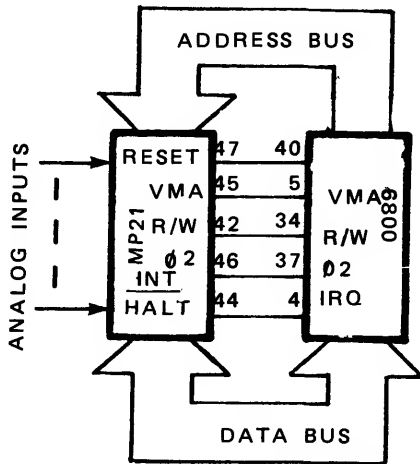 ADDRESS BUS
ANALOG INPUTS
RESET 47 40
VMA 45 5 VMA
R/W 42 34 R/W
ø2 46 37 ø2
INT
HALT 44 4 IRQ
MP21
6800
DATA BUS